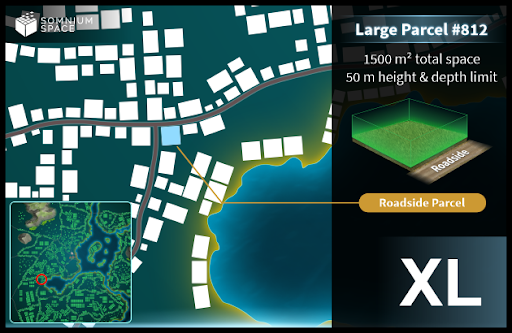 SOMNIUM
SPACE
Large Parcel #812
1500 m² total space
50 m height & depth limit
Roadside
Roadside Parcel
XL